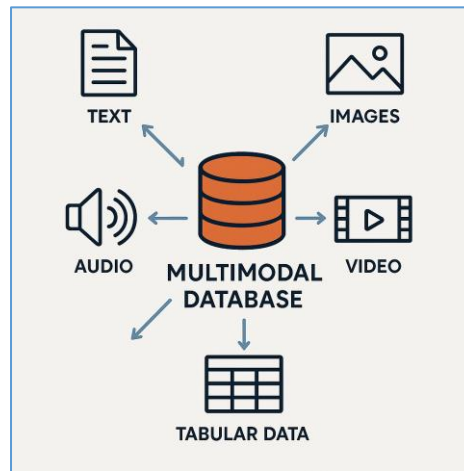 TEXT
IMAGES
AUDIO
MULTIMODAL
DATABASE
VIDEO
TABULAR DATA